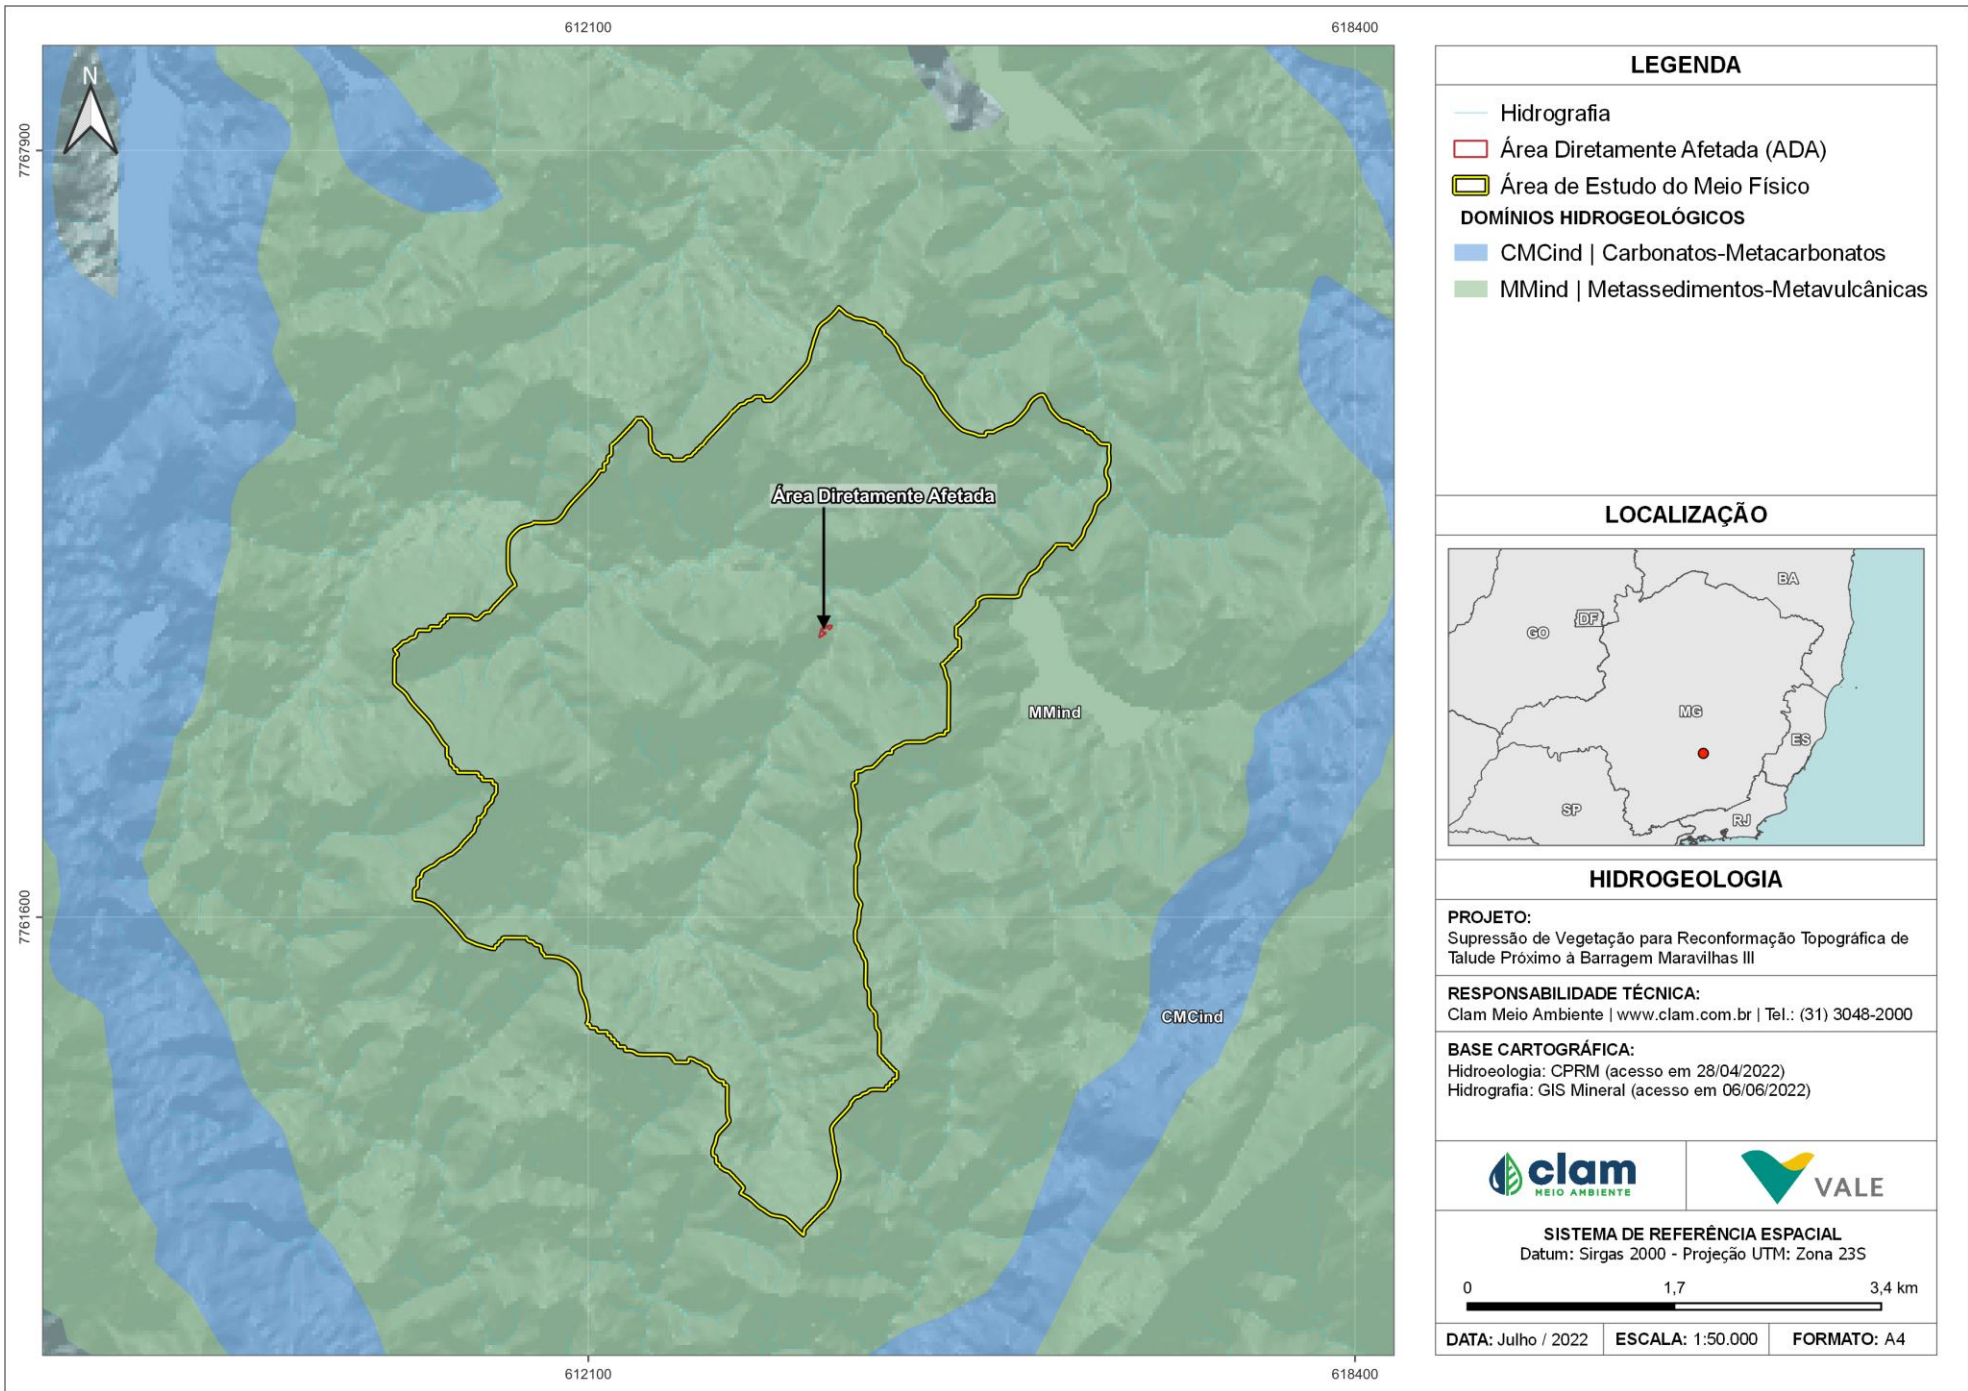 612100
618400
N
7767900
7761600
Área Diretamente Afetada
MMind
CMCind
612100
618400
LEGENDA
Hidrografia
Área Diretamente Afetada (ADA)
Área de Estudo do Meio Físico
DOMÍNIOS HIDROGEOLÓGICOS
CMCind | Carbonatos-Metacarbonatos
MMind | Metassedimentos-Metavulcânicas
LOCALIZAÇÃO
BA
DF
GO
MG
ES
SP
RJ
HIDROGEOLOGIA
PROJETO:
Supressão de Vegetação para Reconformação Topográfica de
Talude Próximo à Barragem Maravilhas III
RESPONSABILIDADE TÉCNICA:
Clam Meio Ambiente | www.clam.com.br | Tel.: (31) 3048-2000
BASE CARTOGRÁFICA:
Hidroeologia: CPRM (acesso em 28/04/2022)
Hidrografia: GIS Mineral (acesso em 06/06/2022)
clam
MEIO AMBIENTE
VALE
SISTEMA DE REFERÊNCIA ESPACIAL
Datum: Sirgas 2000 - Projeção UTM: Zona 23S
0 1,7 3,4 km
DATA: Julho / 2022 ESCALA: 1:50.000 FORMATO: A4